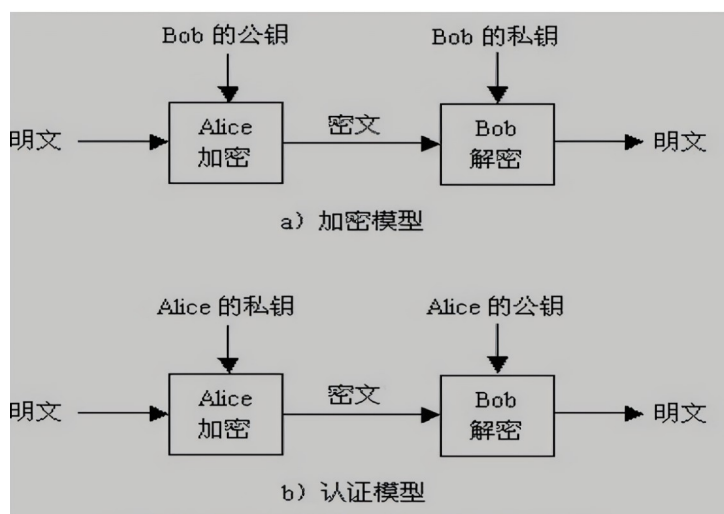 Bob 的公钥
Bob 的私钥
明文
Alice
加密
密文
Bob
解密
明文
a) 加密模型
Alice 的私钥
Alice 的公钥
明文
Alice
加密
密文
Bob
解密
明文
b) 认证模型